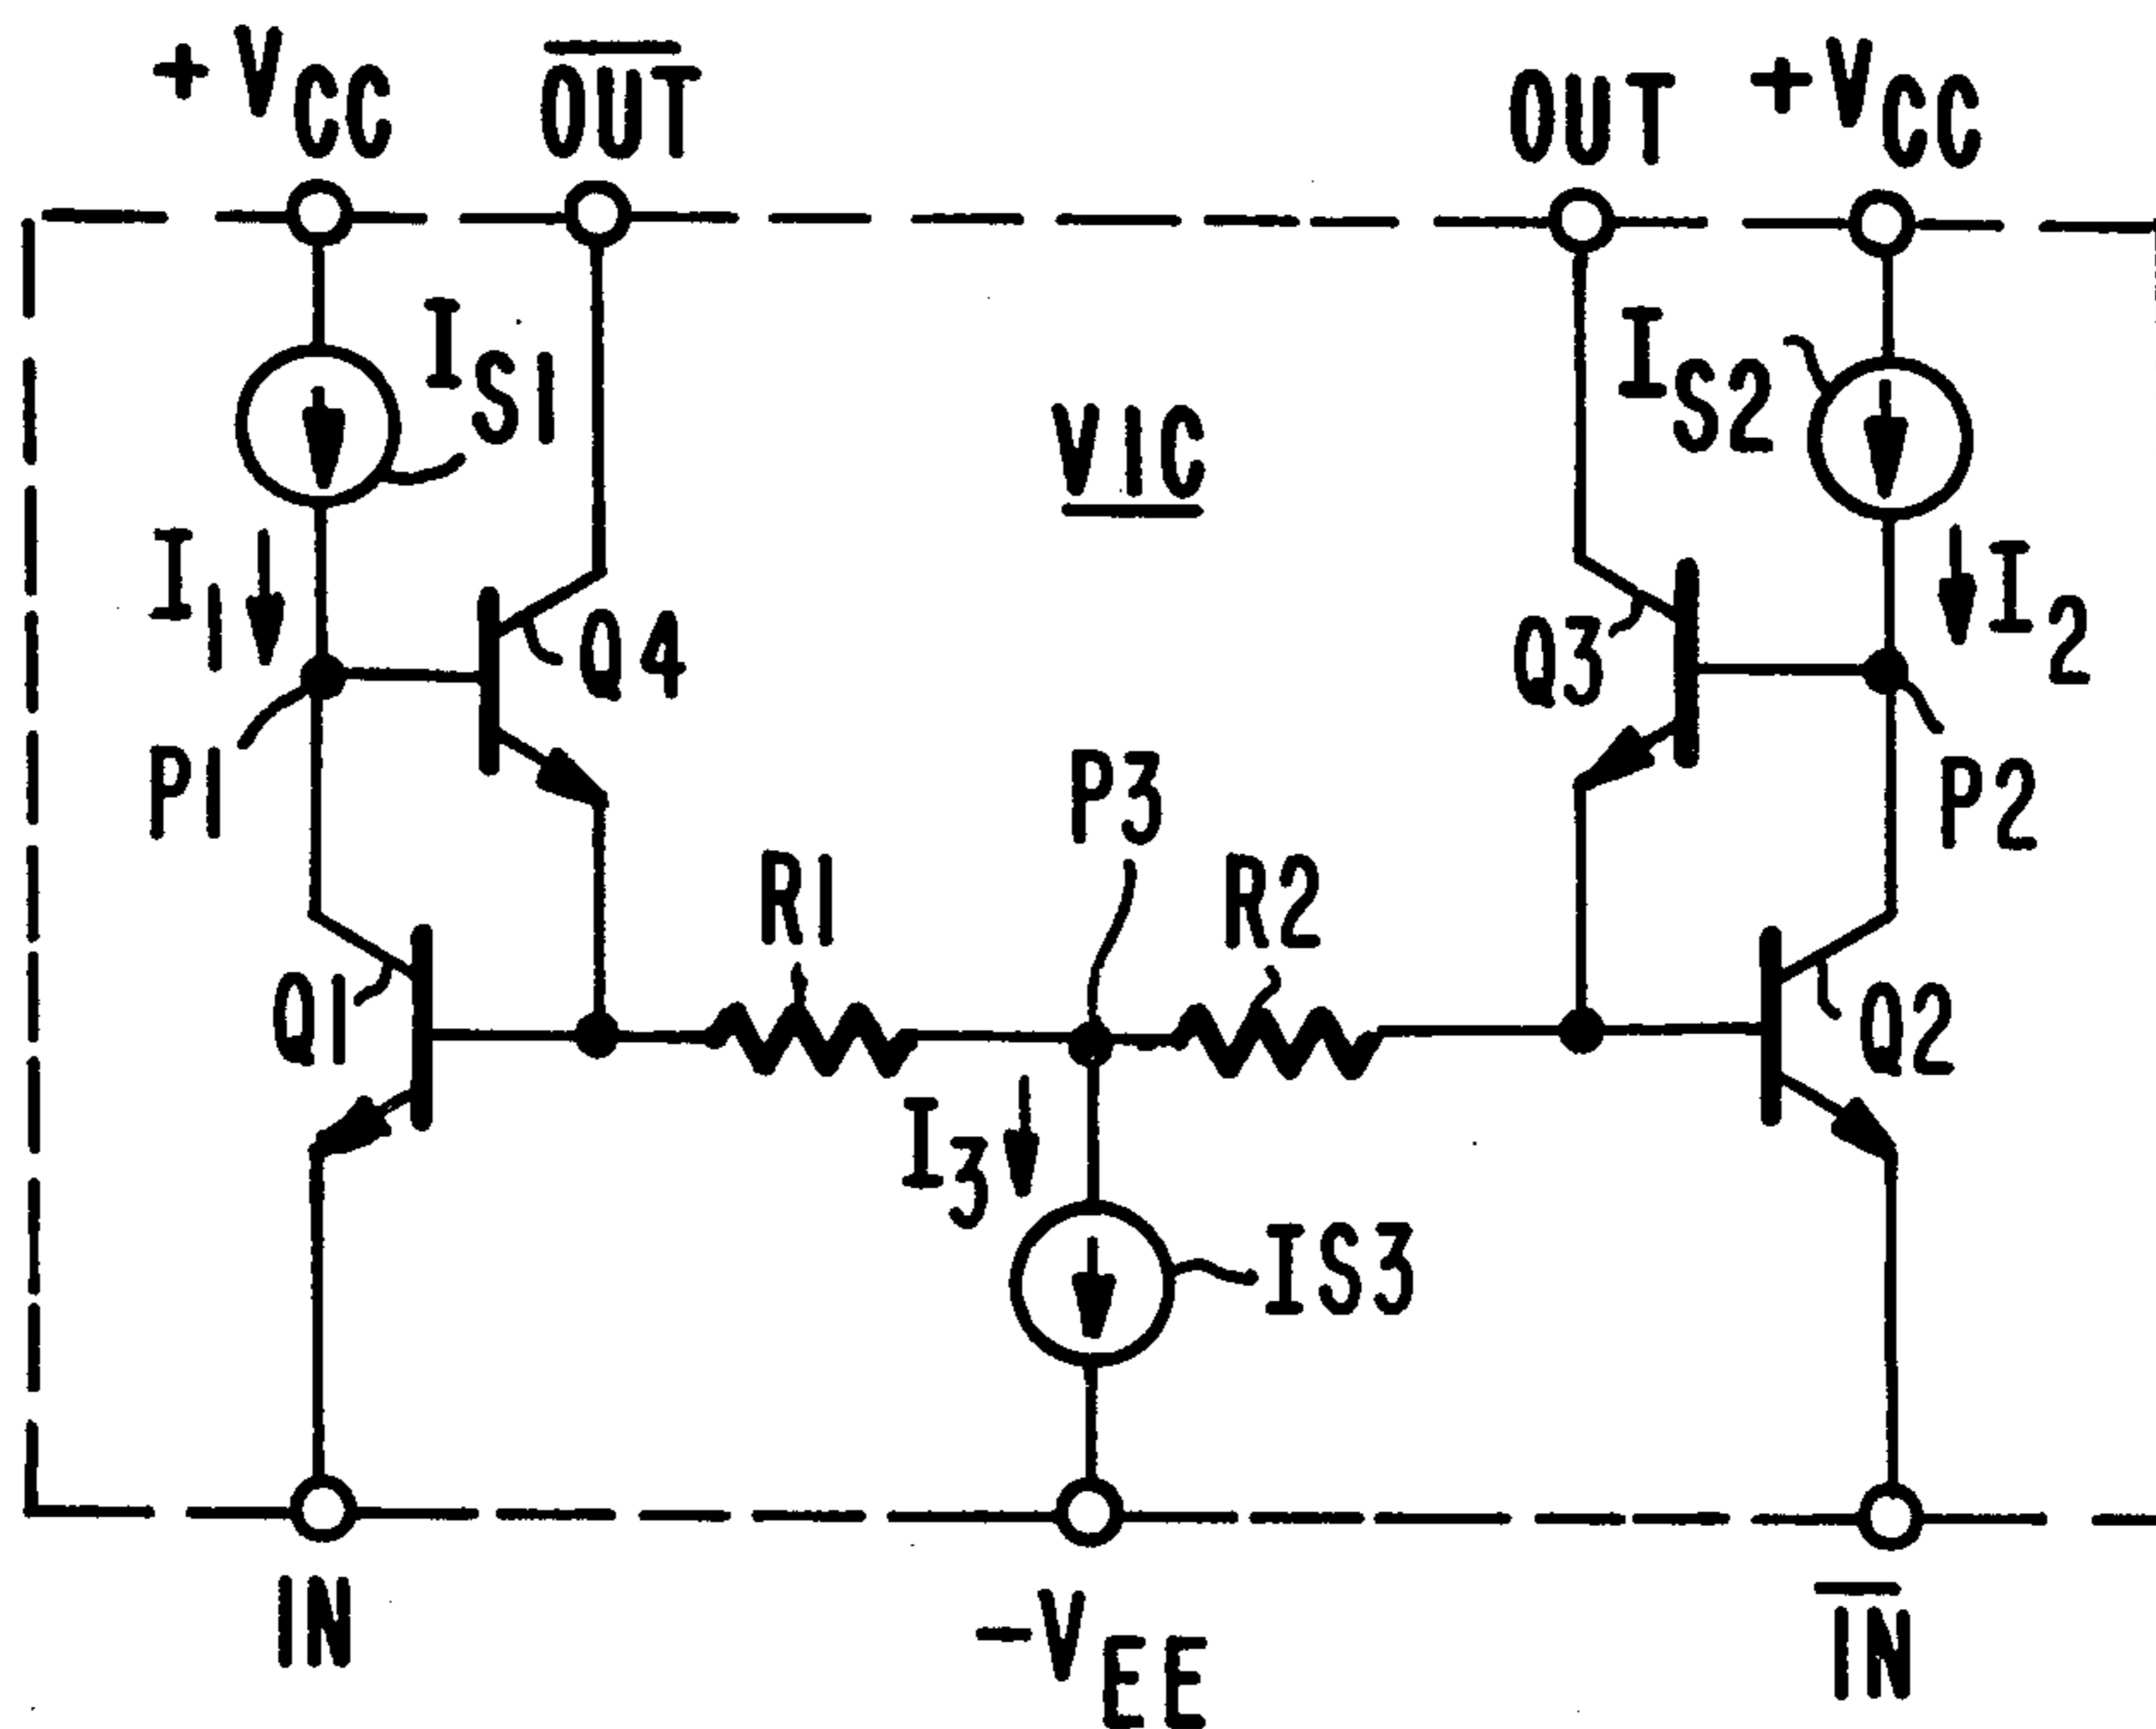 +VCC
OUT
OUT
+VCC
IS1
IS2
VIC
I1
Q4
Q3
I2
P1
P3
P2
R1
R2
Q1
Q2
I3
IS3
IN
-VEE
IN